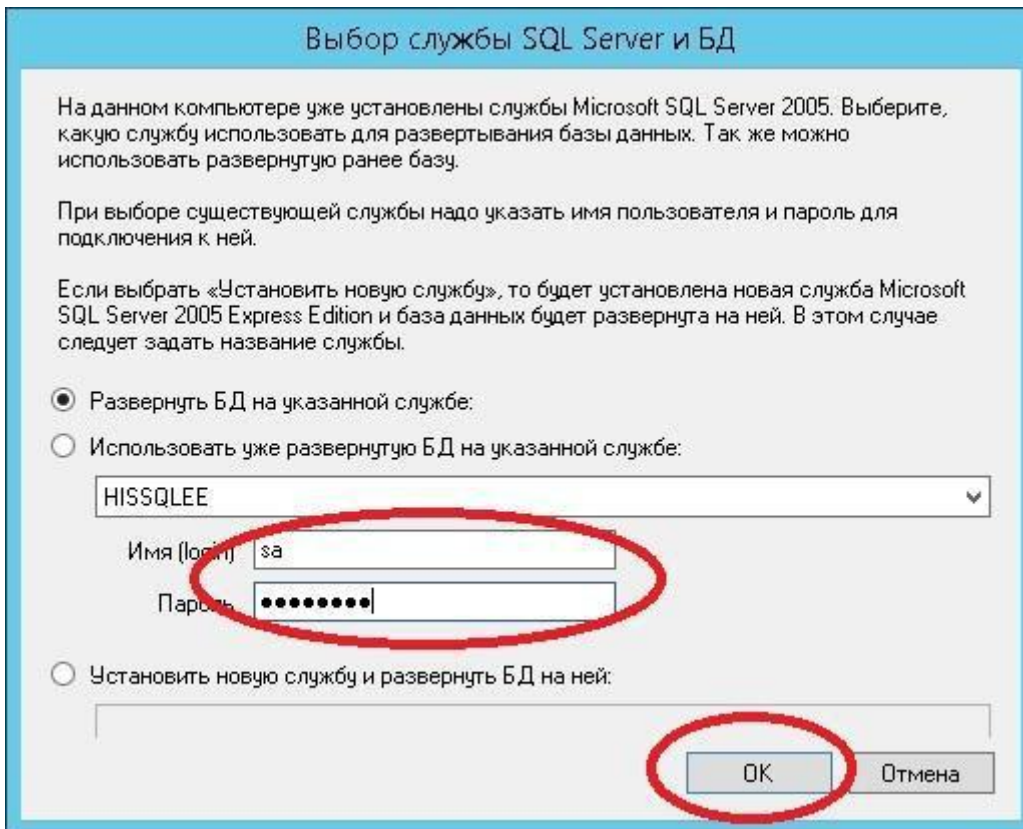 Выбор службы SQL Server и БД
На данном компьютере уже установлены службы Microsoft SQL Server 2005. Выберите,
какую службу использовать для развертывания базы данных. Так же можно
использовать развернутую ранее базу.
При выборе существующей службы надо указать имя пользователя и пароль для
подключения к ней.
Если выбрать «Установить новую службу», то будет установлена новая служба Microsoft
SQL Server 2005 Express Edition и база данных будет развернута на ней. В этом случае
следует задать название службы.
Развернуть БД на указанной службе:
Использовать уже развернутую БД на указанной службе:
HISSQLEE
Имя (login) sa
Пароль ●●●●●●●●
Установить новую службу и развернуть БД на ней:
OK Отмена